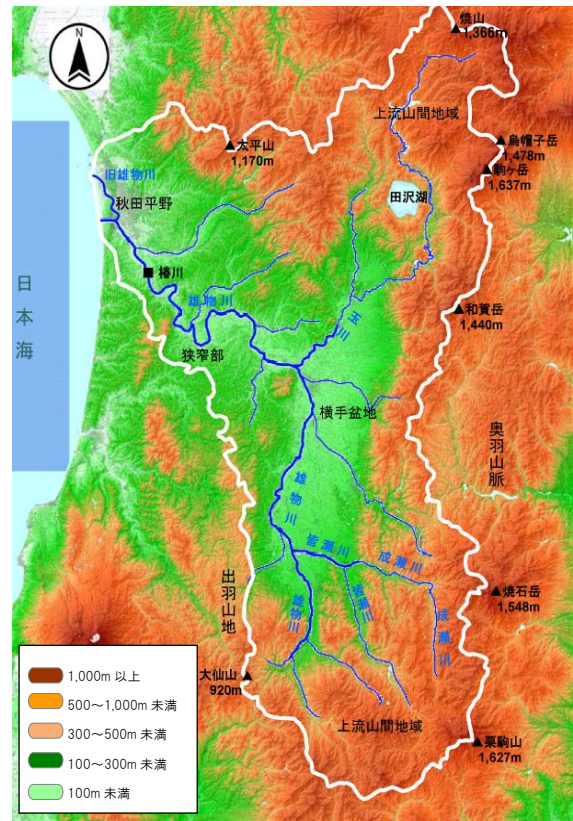 N
焼山
1,366m
上流山間地域
烏帽子岳
1,478m
駒ヶ岳
1,637m
太平山
1,170m
田沢湖
旧雄物川
秋田平野
椿川
日本海
雄物川
玉川
和賀岳
1,440m
狭窄部
横手盆地
奥羽山脈
雄物川
皆瀬川
成瀬川
出羽山地
雄物川
皆瀬川
成瀬川
焼石岳
1,548m
大仙山
920m
上流山間地域
栗駒山
1,627m
1,000m 以上
500～1,000m 未満
300～500m 未満
100～300m 未満
100m 未満